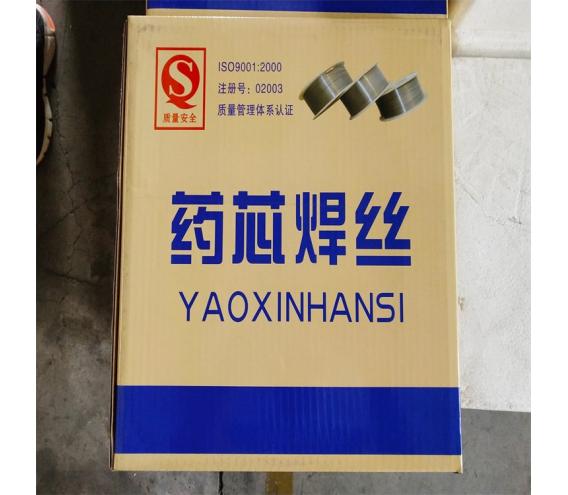 质量安全
ISO9001:2000
注册号：02003
质量管理体系认证
药芯焊丝
YAOXINHANSI